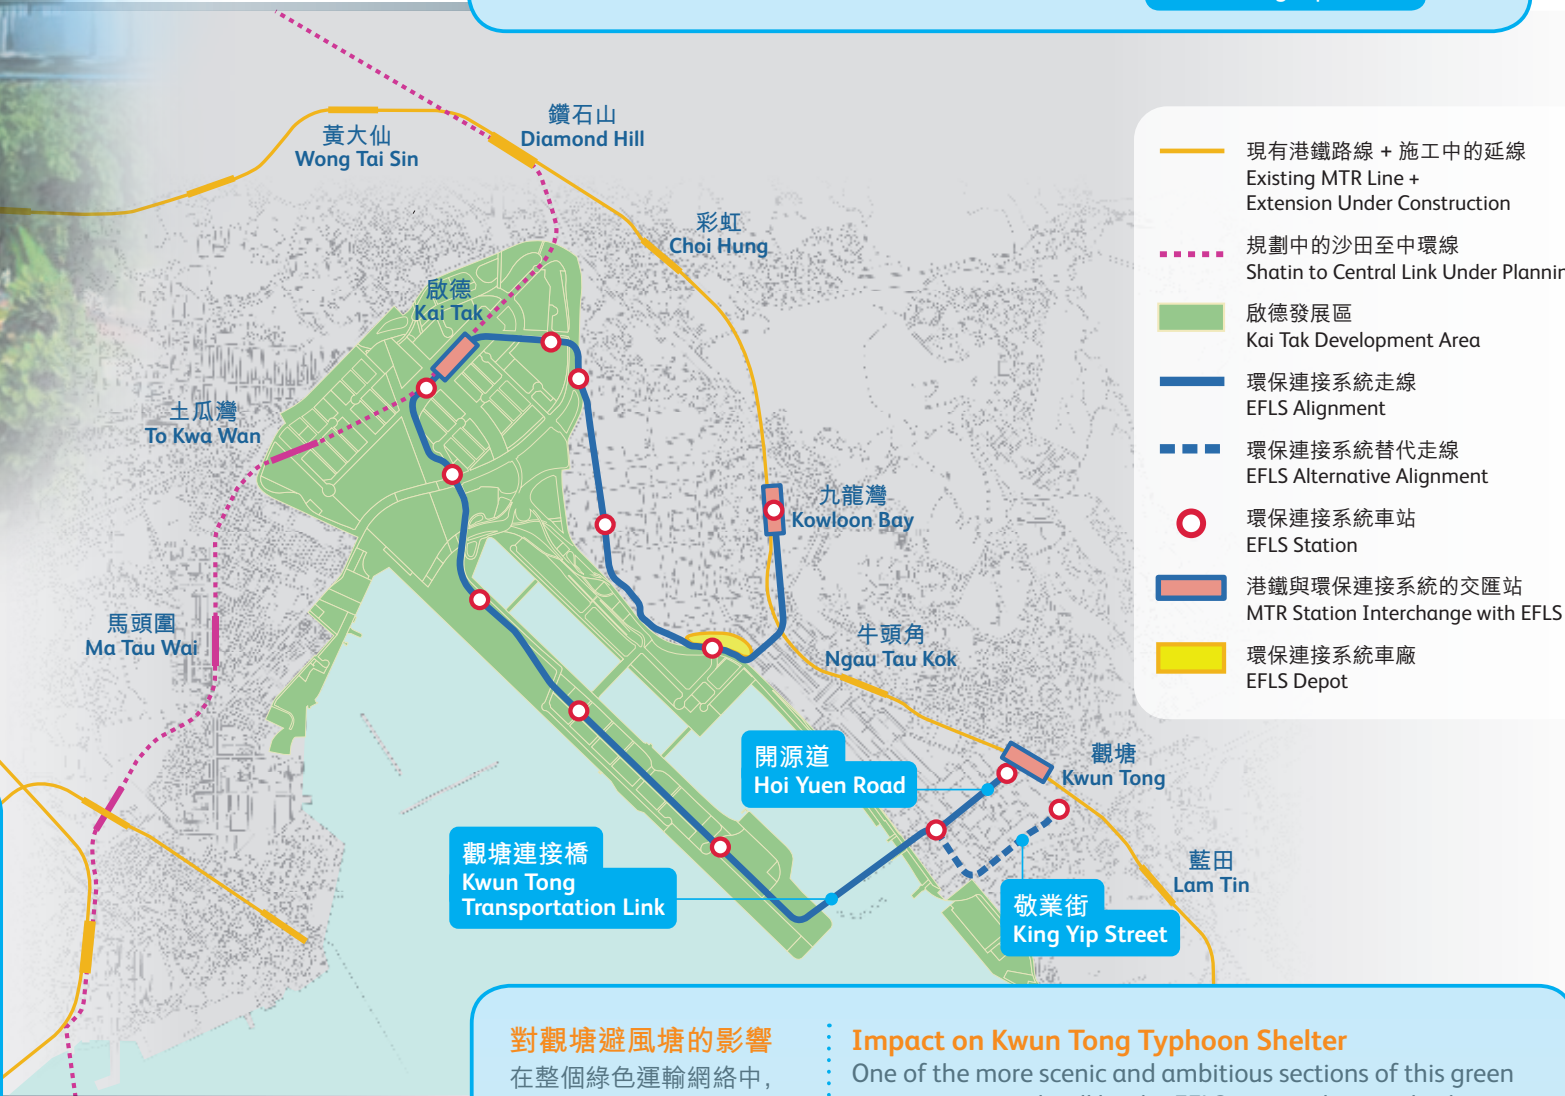 黃大仙
Wong Tai Sin
鑽石山
Diamond Hill
彩虹
Choi Hung
啟德
Kai Tak
土瓜灣
To Kwa Wan
九龍灣
Kowloon Bay
馬頭圍
Ma Tau Wai
牛頭角
Ngau Tau Kok
開源道
Hoi Yuen Road
觀塘
Kwun Tong
觀塘連接橋
Kwun Tong
Transportation Link
藍田
Lam Tin
敬業街
King Yip Street
現有港鐵路線 + 施工中的延線
Existing MTR Line +
Extension Under Construction
規劃中的沙田至中環線
Shatin to Central Link Under
啟德發展區
Kai Tak Development Area
環保連接系統走線
EFLS Alignment
環保連接系統替代走線
EFLS Alternative Alignment
環保連接系統車站
EFLS Station
港鐵與環保連接系統的交匯站
MTR Station Interchange with EFLS
環保連接系統車廠
EFLS Depot
對觀塘避風塘的影響
在整個綠色運輸網絡中，
Impact on Kwun Tong Typhoon Shelter
One of the more scenic and ambitious sections of this green